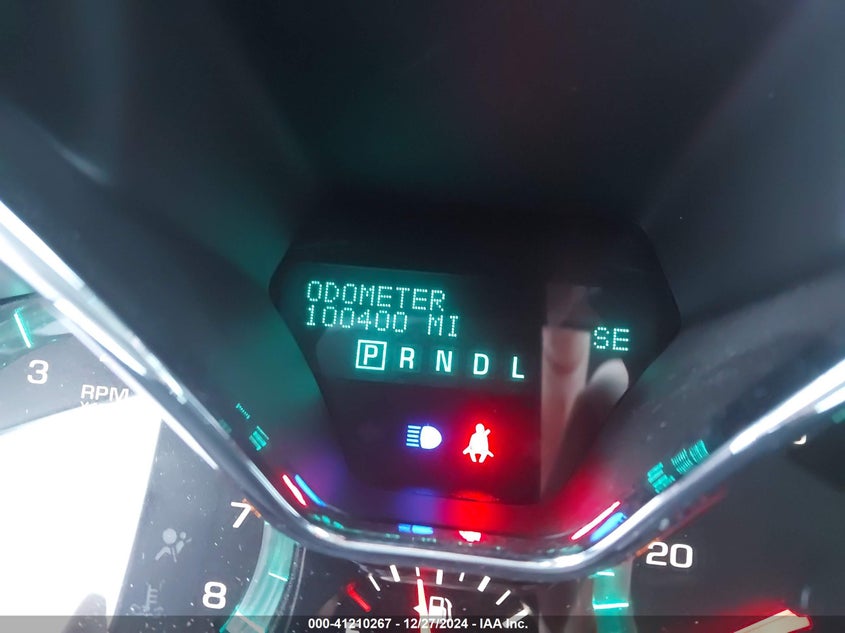 ODOMETER
100400 MI
SE
P R N D L
3
RPM
7
8
20
000-41210267 - 12/27/2024 - IAA Inc.